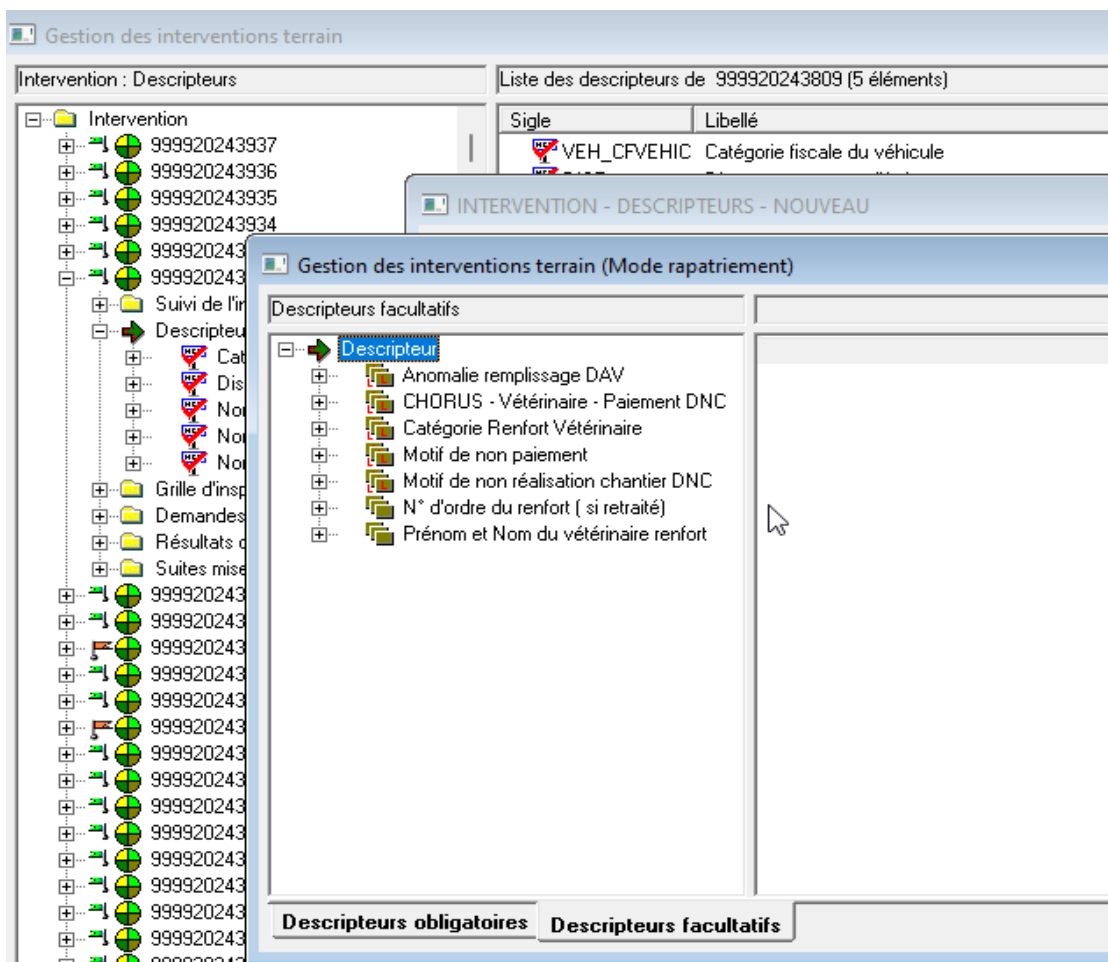 Gestion des interventions terrain
Intervention : Descripteurs
Liste des descripteurs de 999920243809 (5 éléments)
Intervention
999920243937
999920243936
999920243935
999920243934
999920243
999920243
Suivi de l'ir
Descripteu
Cat
Dis
Nor
Nor
Nor
Grille d'insp
Demandes
Résultats c
Suites mise
999920243
999920243
999920243
999920243
999920243
999920243
999920243
999920243
999920243
999920243
999920243
999920243
999920243
999920243
Sigle
Libellé
VEH_CFVEHIC Catégorie fiscale du véhicule
INTERVENTION - DESCRIPTEURS - NOUVEAU
Gestion des interventions terrain (Mode rapatriement)
Descripteurs facultatifs
Descripteur
Anomalie remplissage DAV
CHORUS - Vétérinaire - Paiement DNC
Catégorie Renfort Vétérinaire
Motif de non paiement
Motif de non réalisation chantier DNC
N° d'ordre du renfort ( si retraité)
Prénom et Nom du vétérinaire renfort
Descripteurs obligatoires
Descripteurs facultatifs